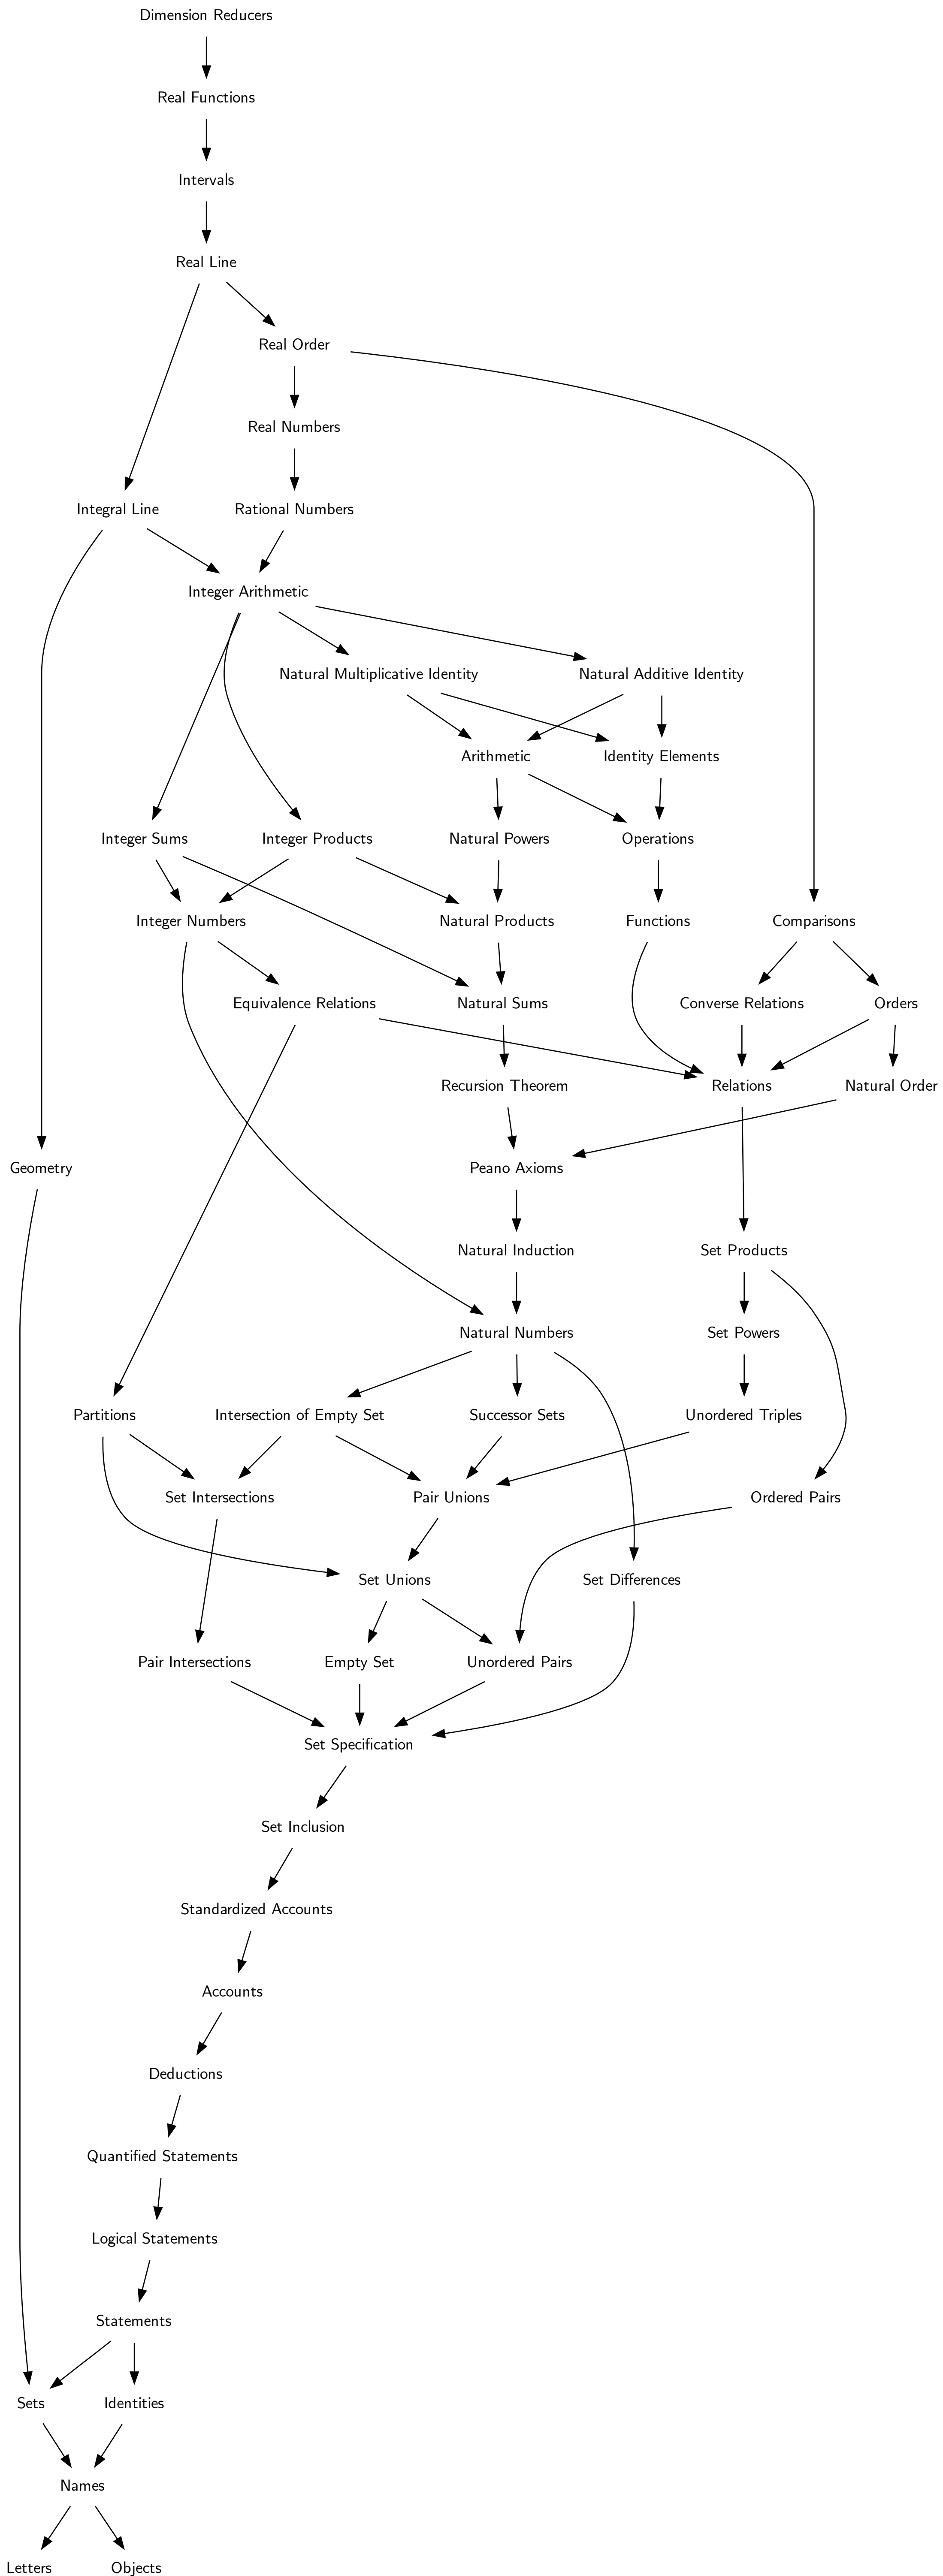 Dimension Reducers
Real Functions
Intervals
Real Line
Real Order
Real Numbers
Integral Line
Rational Numbers
Integer Arithmetic
Natural Multiplicative Identity
Natural Additive Identity
Arithmetic
Identity Elements
Integer Sums
Integer Products
Natural Powers
Operations
Integer Numbers
Natural Products
Functions
Comparisons
Equivalence Relations
Natural Sums
Converse Relations
Orders
Recursion Theorem
Relations
Natural Order
Geometry
Peano Axioms
Natural Induction
Set Products
Natural Numbers
Set Powers
Partitions
Intersection of Empty Set
Successor Sets
Unordered Triples
Set Intersections
Pair Unions
Ordered Pairs
Set Unions
Set Differences
Pair Intersections
Empty Set
Unordered Pairs
Set Specification
Set Inclusion
Standardized Accounts
Accounts
Deductions
Quantified Statements
Logical Statements
Statements
Sets
Identities
Names
Letters
Objects